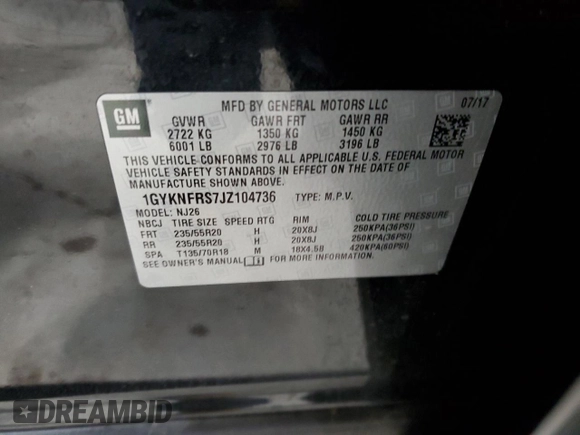 GM
MFD BY GENERAL MOTORS LLC 07/17
GVWR GAWR FRT GAWR RR
2722 KG 1350 KG 1450 KG
6001 LB 2976 LB 3196 LB
THIS VEHICLE CONFORMS TO ALL APPLICABLE U.S. FEDERAL MOTOR
VEHICLE SAFETY STANDARDS IN EFFECT ON THE DATE OF
MANUFACTURE SHOWN ABOVE.
1GYKNFRS7JZ104736 TYPE: M.P.V.
MODEL: NJ26
NBCJ TIRE SIZE SPEED RTG RIM COLD TIRE PRESSURE
FRT 235/55R20 H 20X8J 250KPA(36PSI)
RR 235/55R20 H 20X8J 250KPA(36PSI)
SPA T135/70R18 M 18X4.5B 420KPA(60PSI)
SEE OWNER'S MANUAL FOR MORE INFORMATION.
DREAMBID